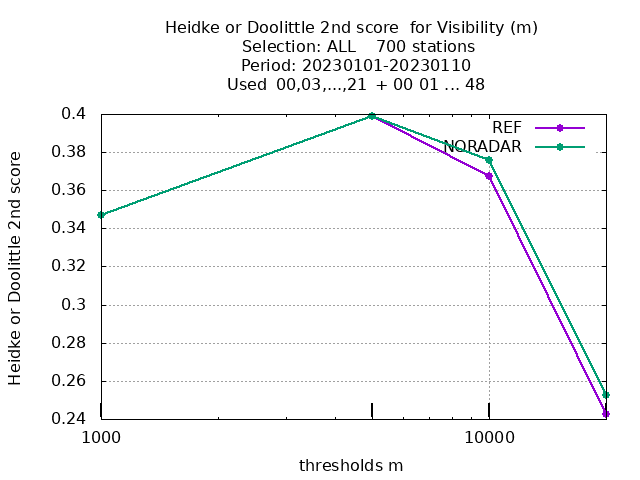 Heidke or Doolittle 2nd score  for Visibility (m)
Selection: ALL    700 stations
Period: 20230101-20230110
Used  00,03,...,21  + 00 01 ... 48
Heidke or Doolittle 2nd score
0.4
0.38
0.36
0.34
0.32
0.3
0.28
0.26
0.24
REF
NORADAR
1000
10000
thresholds m